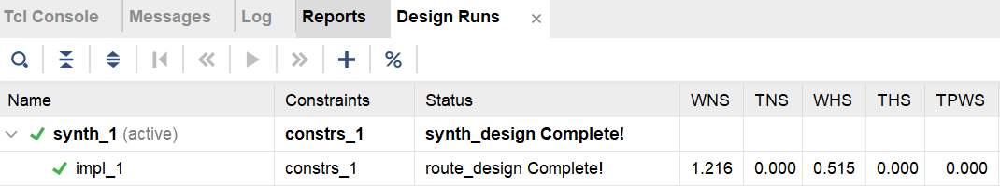 Tcl Console Messages Log Reports Design Runs ×
Name Constraints Status WNS TNS WHS THS TPWS
synth_1 (active) constrs_1 synth_design Complete!
impl_1 constrs_1 route_design Complete! 1.216 0.000 0.515 0.000 0.000